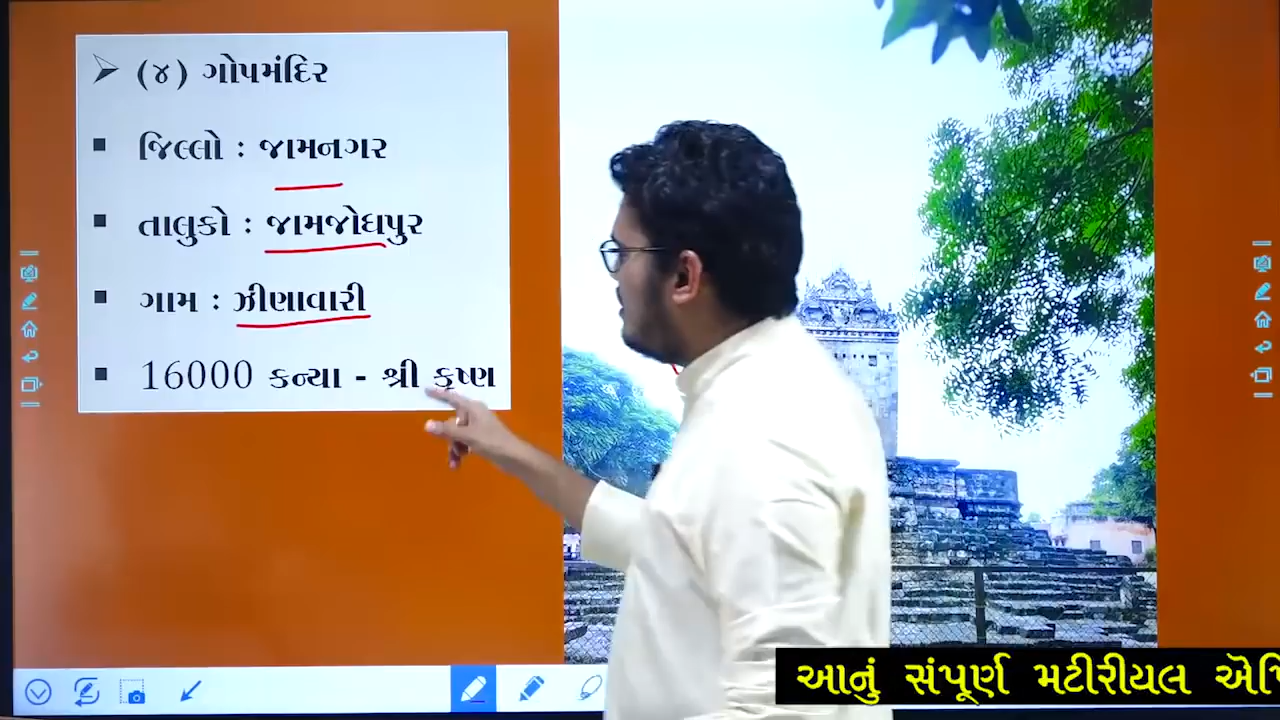 (૪) ગોપમંદિર
જિલ્લો : જામનગર
તાલુકો : જામજોધપુર
ગામ : ઝીણાવારી
16000 કન્યા - શ્રી કૃષ્ણ
આનું સંપૂર્ણ મટીરીયલ